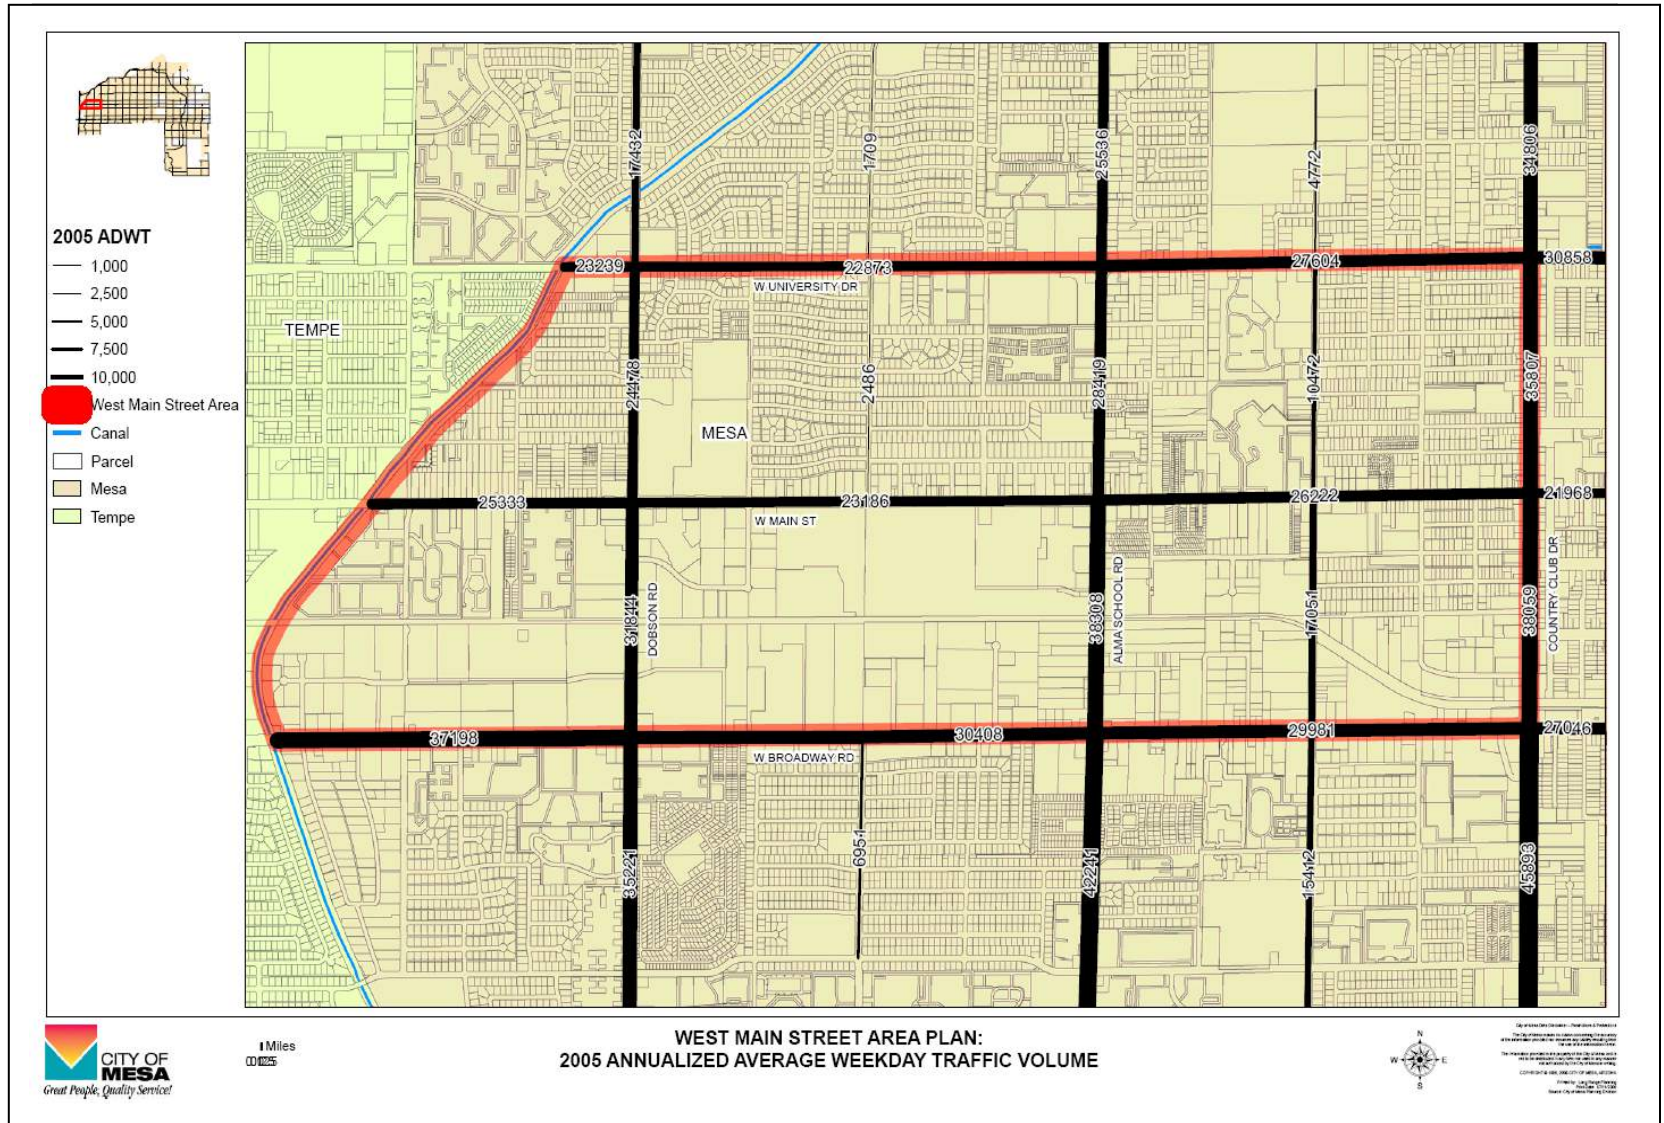 2005 ADWT
1,000
2,500
5,000
7,500
10,000
West Main Street Area
Canal
Parcel
Mesa
Tempe
17432
1709
25536
4772
34806
23239
22873
27604
30858
W UNIVERSITY DR
TEMPE
24478
2486
28419
10472
35807
MESA
25333
23186
26222
21968
W MAIN ST
31844
DOBSON RD
38308
ALMA SCHOOL RD
17051
38059
COUNTRY CLUB DR
37198
30408
29981
27046
W BROADWAY RD
35221
6951
42241
15412
45893
CITY OF
MESA
Great People, Quality Service!
Miles
WEST MAIN STREET AREA PLAN:
2005 ANNUALIZED AVERAGE WEEKDAY TRAFFIC VOLUME
N
W
E
S